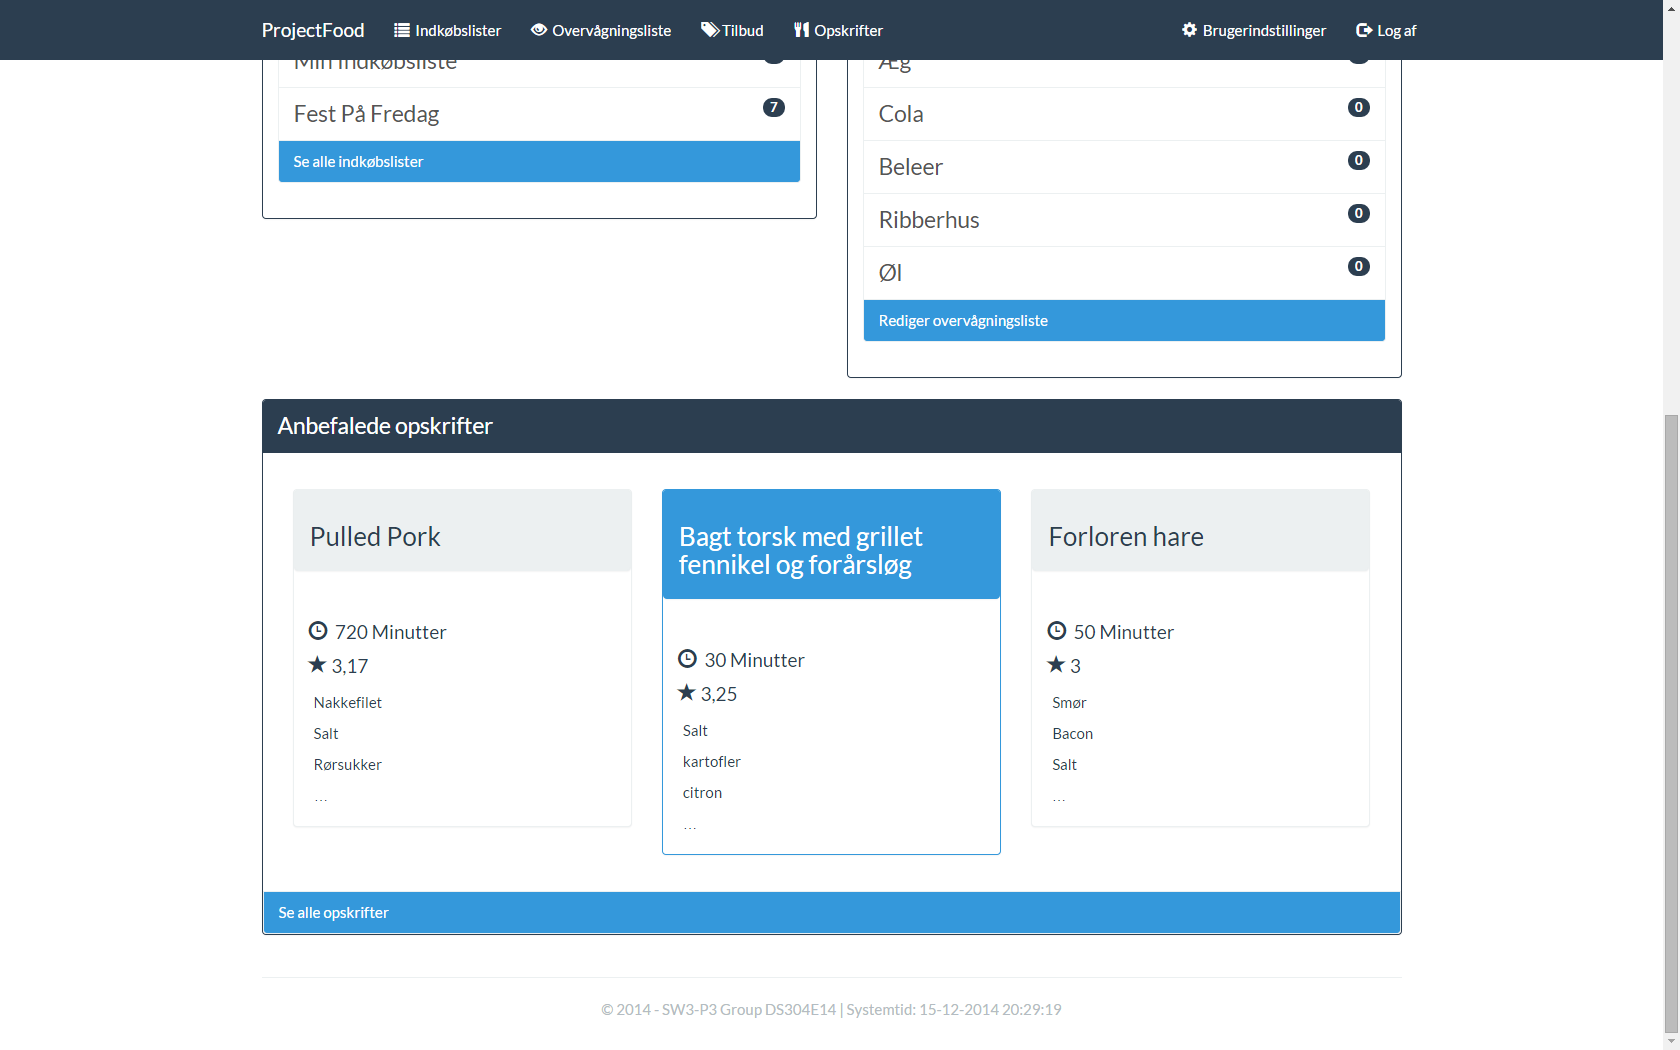 ProjectFood Indkøbslister Overvågningsliste Tilbud Opskrifter Brugerindstillinger Log af
Min Indkøbsliste
Fest På Fredag 7
Se alle indkøbslister
Æg
Cola 0
Beleer 0
Ribberhus 0
Øl 0
Rediger overvågningsliste
Anbefalede opskrifter
Pulled Pork
720 Minutter
3,17
Nakkefilet
Salt
Rørsukker
...
Bagt torsk med grillet
fennikel og forårsløg
30 Minutter
3,25
Salt
kartofler
citron
...
Forloren hare
50 Minutter
3
Smør
Bacon
Salt
...
Se alle opskrifter
© 2014 - SW3-P3 Group DS304E14 | Systemtid: 15-12-2014 20:29:19